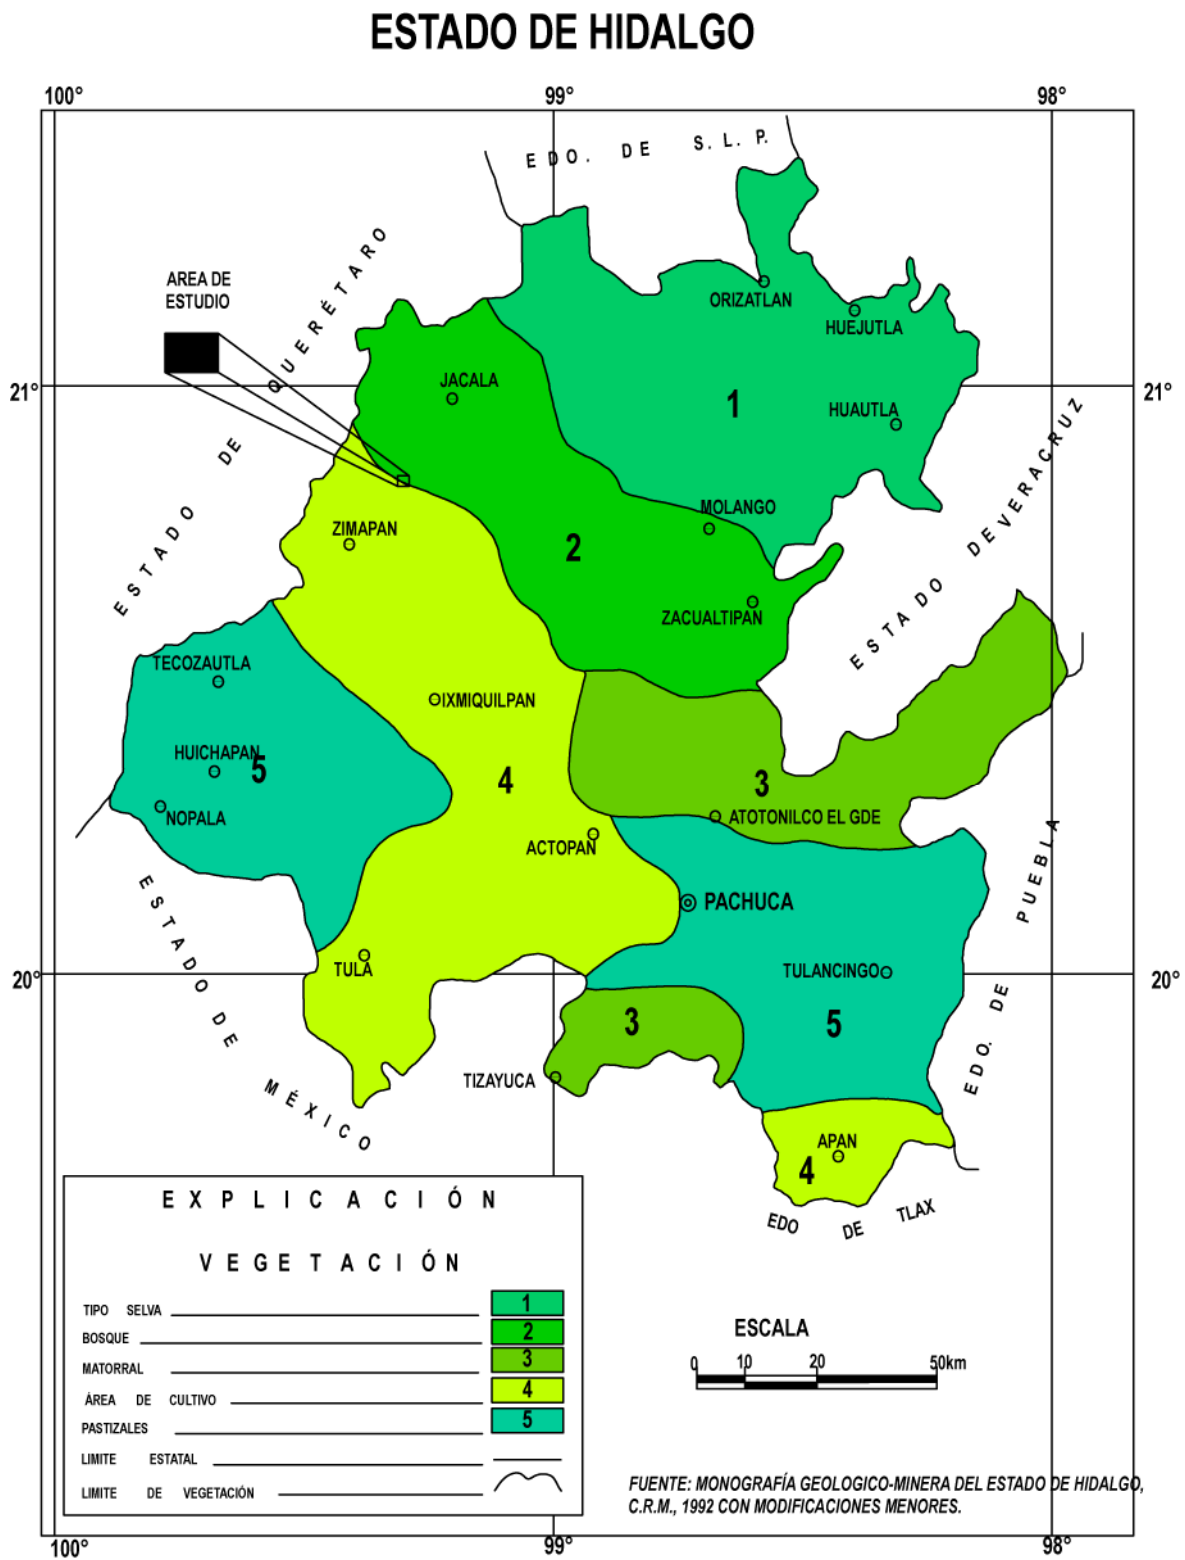 ESTADO DE HIDALGO
100°
99°
98°
EDO. DE S. L. P.
ESTADO DE QUERÉTARO
AREA DE
ESTUDIO
ORIZATLAN
HUEJUTLA
JACALA
21°
21°
1
HUAUTLA
MOLANGO
ZIMAPAN
2
ESTADO DE VERACRUZ
ZACUALTIPAN
TECOZAUTLA
IXMIQUILPAN
HUICHAPAN
5
4
3
NOPALA
ATOTONILCO EL GDE
ACTOPAN
PACHUCA
EDO. DE PUEBLA
TULA
TULANCINGO
20°
20°
3
5
ESTADO DE MÉXICO
TIZAYUCA
APAN
4
EDO DE TLAX
EXPLICACIÓN
VEGETACIÓN
TIPO SELVA 1
BOSQUE 2
MATORRAL 3
ÁREA DE CULTIVO 4
PASTIZALES 5
LIMITE ESTATAL
LIMITE DE VEGETACIÓN
ESCALA
0 10 20 50km
FUENTE: MONOGRAFÍA GEOLOGICO-MINERA DEL ESTADO DE HIDALGO,
C.R.M., 1992 CON MODIFICACIONES MENORES.
100°
99°
98°